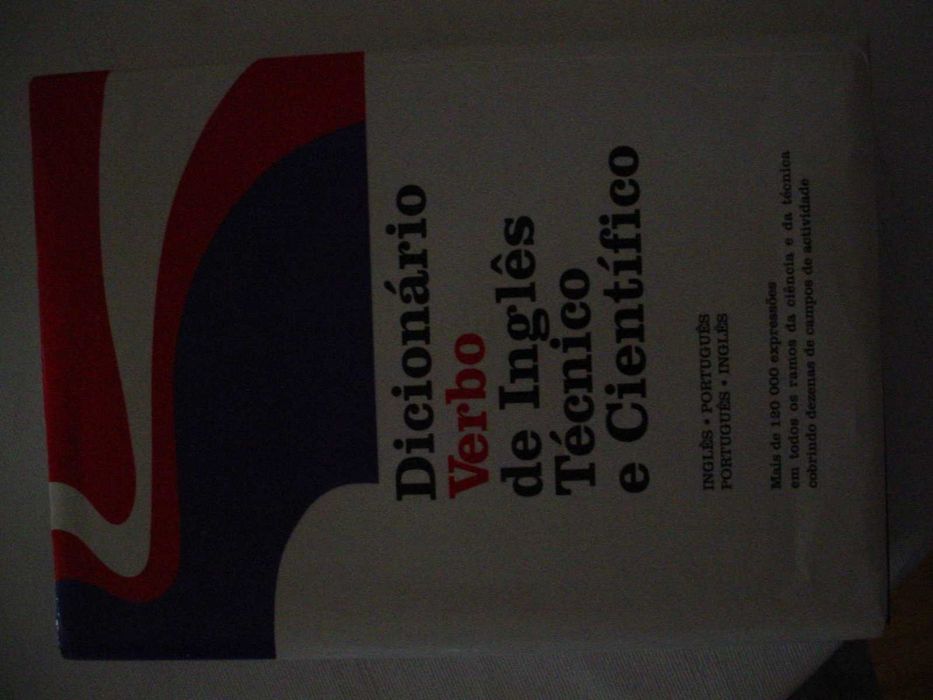 Dicionário
Verbo
de Inglês
Técnico
e Científico
INGLÊS • PORTUGUÊS
PORTUGUÊS • INGLÊS
Mais de 120 000 expressões
em todos os ramos da ciência e da técnica
cobrindo dezenas de campos de actividade